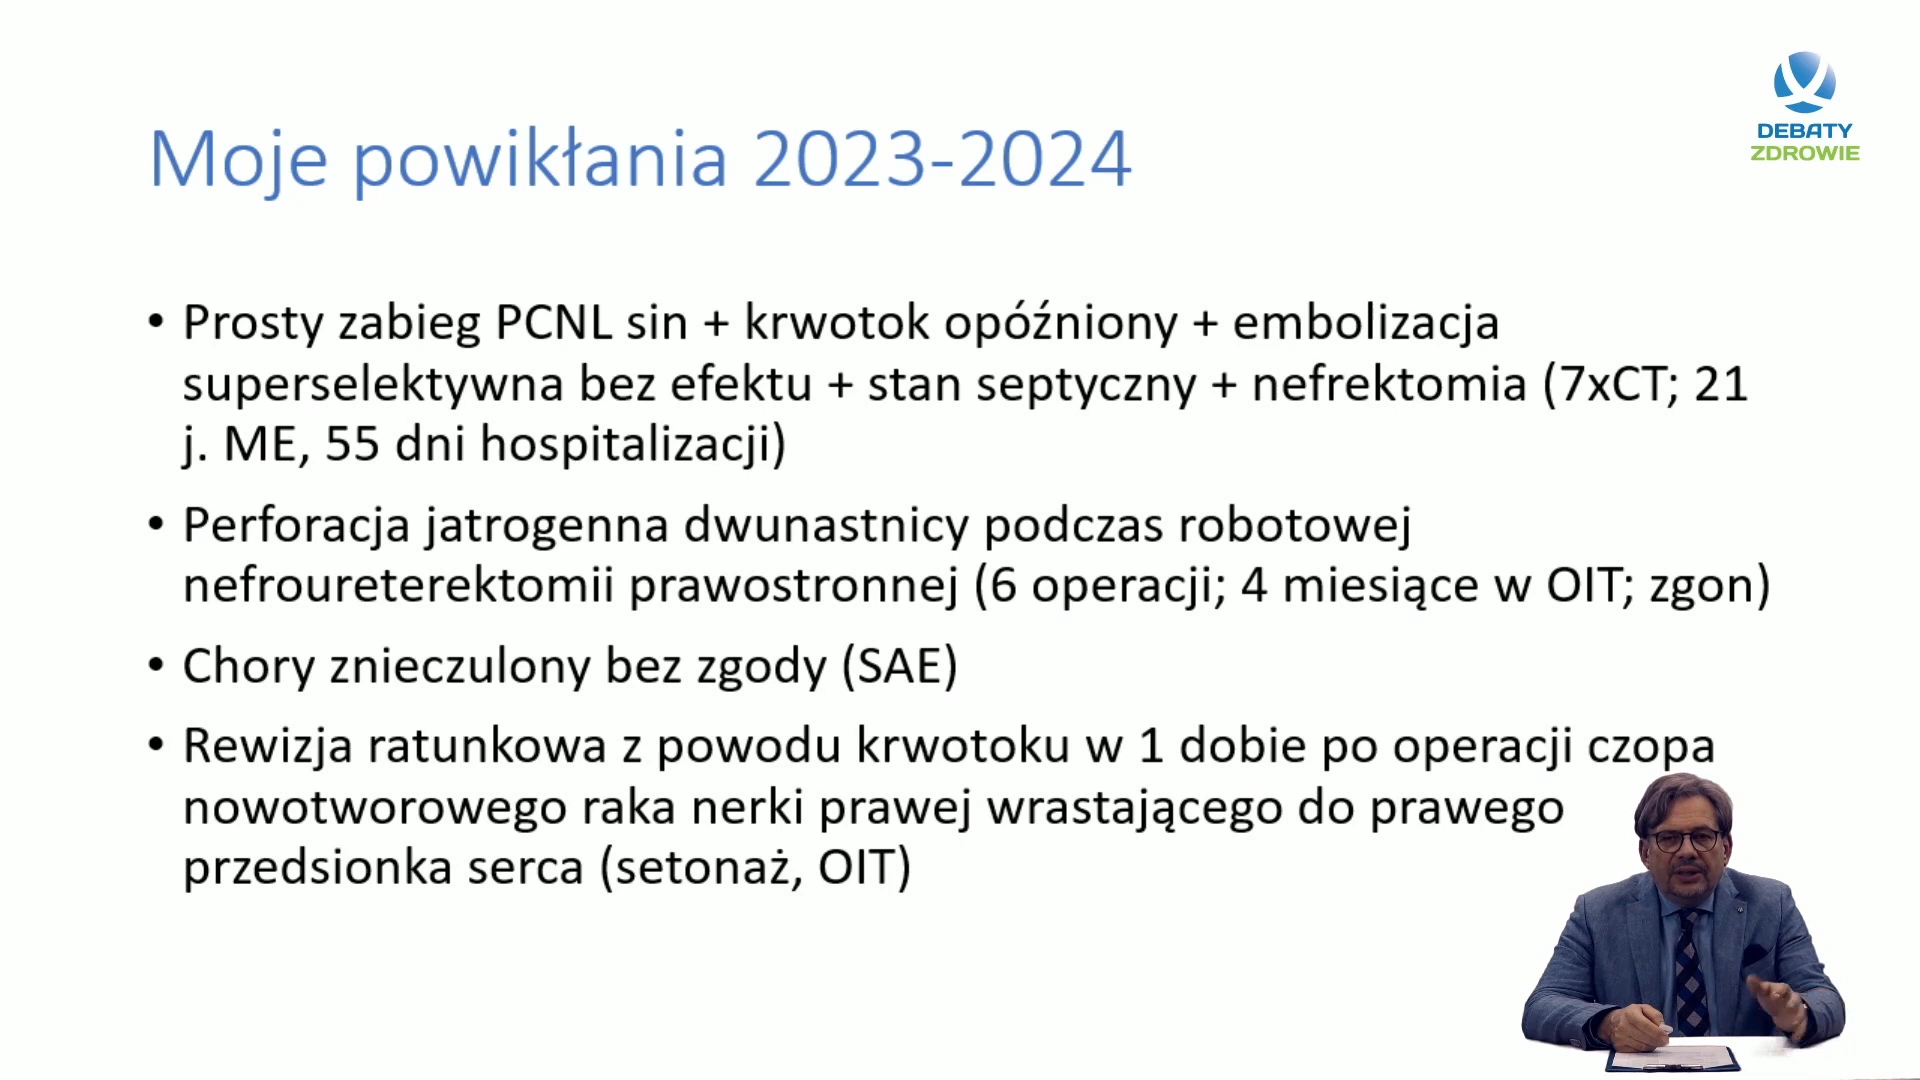 DEBATY
ZDROWIE
Moje powikłania 2023-2024
• Prosty zabieg PCNL sin + krwotok opóźniony + embolizacja
superselektywna bez efektu + stan septyczny + nefrektomia (7xCT; 21
j. ME, 55 dni hospitalizacji)
• Perforacja jatrogenna dwunastnicy podczas robotowej
nefroureterektomii prawostronnej (6 operacji; 4 miesiące w OIT; zgon)
• Chory znieczulony bez zgody (SAE)
• Rewizja ratunkowa z powodu krwotoku w 1 dobie po operacji czopa
nowotworowego raka nerki prawej wrastającego do prawego
przedsionka serca (setonaż, OIT)